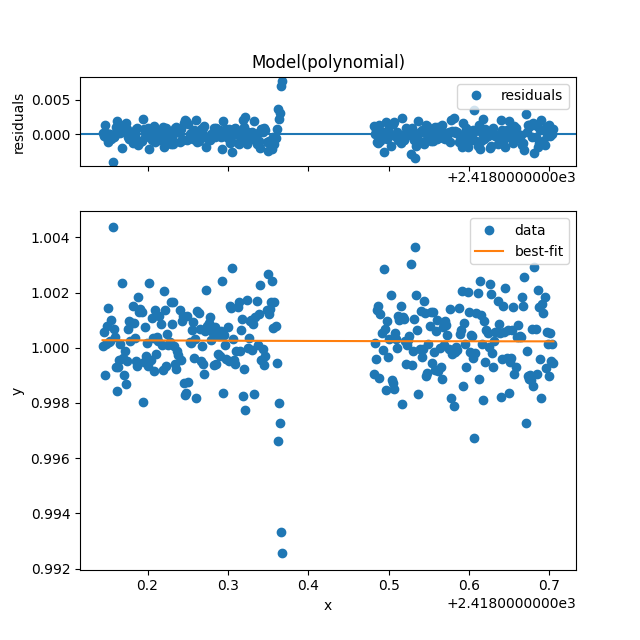 Model(polynomial)
residuals
0.005
0.000
residuals
+2.4180000000e3
1.004
1.002
1.000
0.998
0.996
0.994
0.992
y
data
best-fit
0.2 0.3 0.4 0.5 0.6 0.7
x
+2.4180000000e3